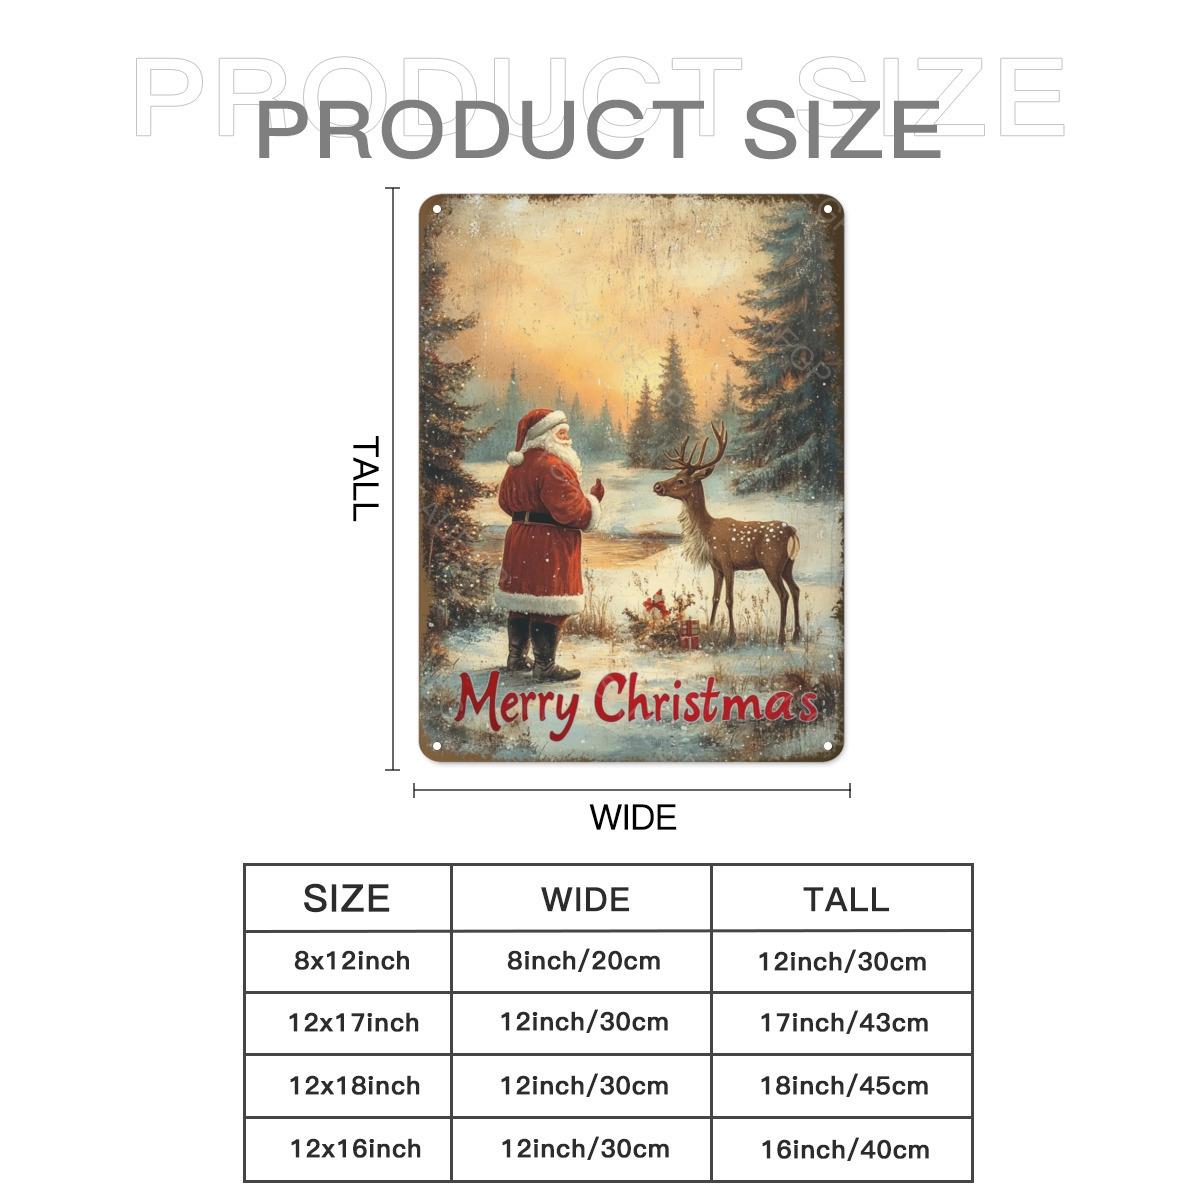 PRODUCT SIZE
PRODUCT SIZE
TALL
Merry Christmas
WIDE
SIZE WIDE TALL
8x12inch 8inch/20cm 12inch/30cm
12x17inch 12inch/30cm 17inch/43cm
12x18inch 12inch/30cm 18inch/45cm
12x16inch 12inch/30cm 16inch/40cm